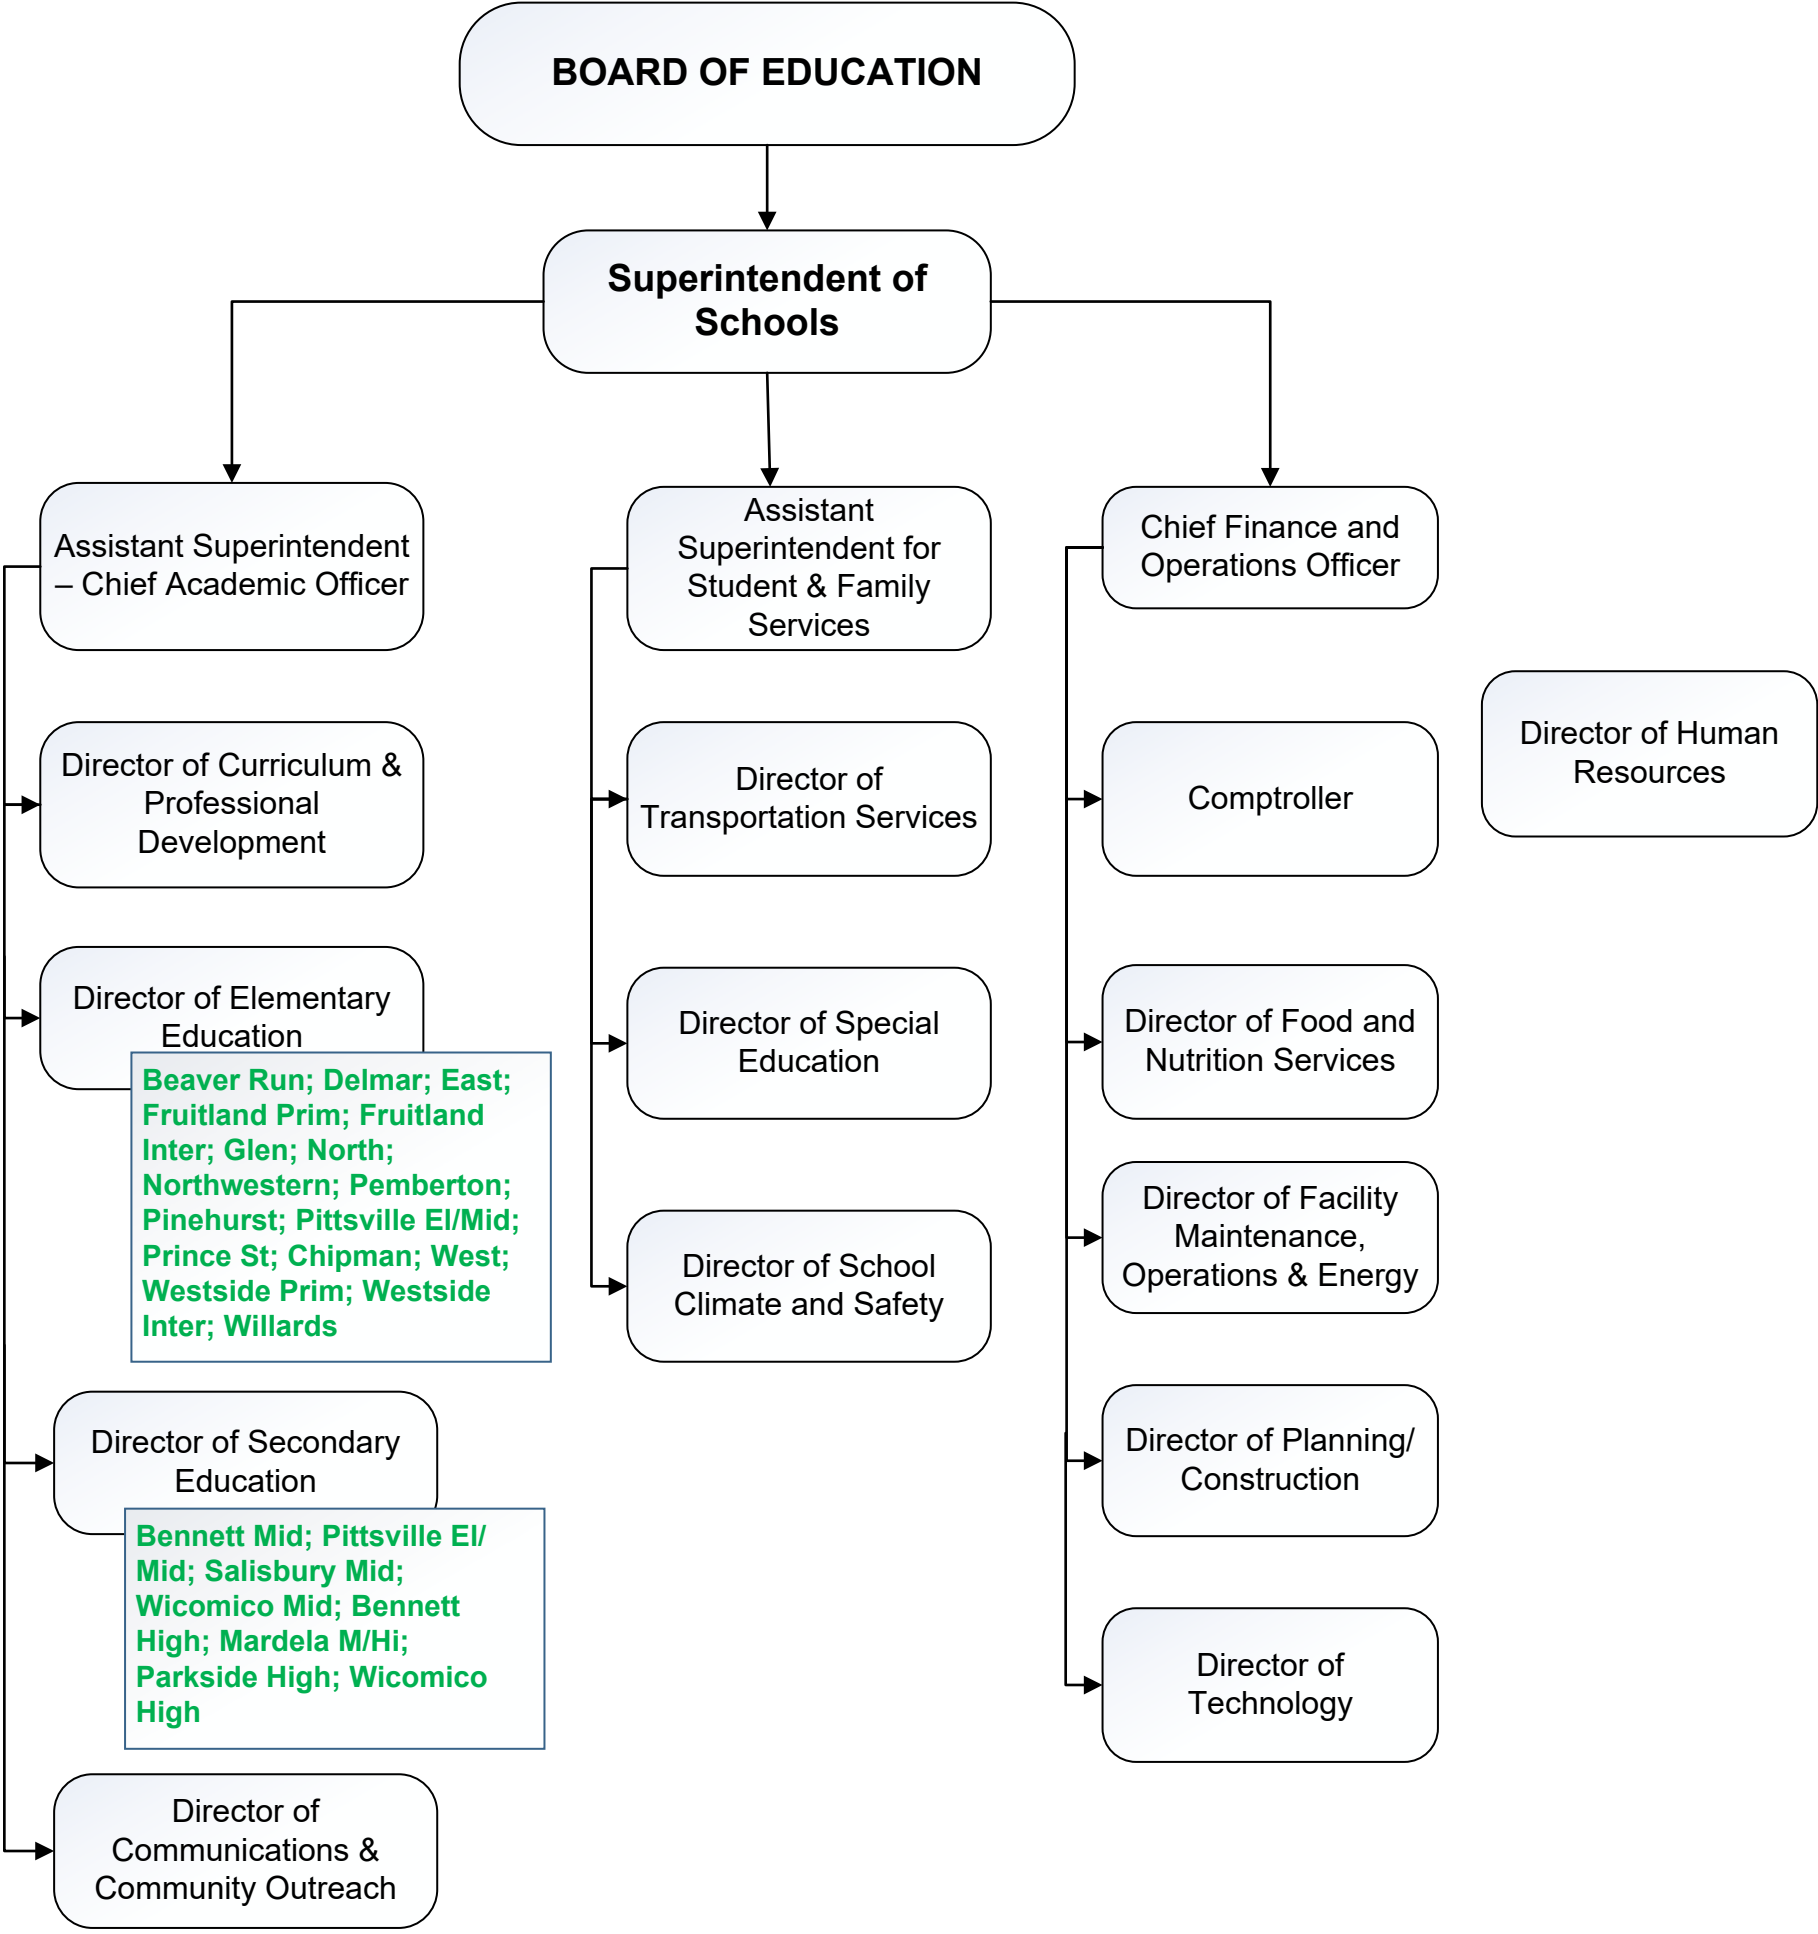 BOARD OF EDUCATION
Superintendent of
Schools
Assistant Superintendent
– Chief Academic Officer
Director of Curriculum &
Professional
Development
Director of Elementary
Education
Beaver Run; Delmar; East;
Fruitland Prim; Fruitland
Inter; Glen; North;
Northwestern; Pemberton;
Pinehurst; Pittsville El/Mid;
Prince St; Chipman; West;
Westside Prim; Westside
Inter; Willards
Director of Secondary
Education
Bennett Mid; Pittsville El/
Mid; Salisbury Mid;
Wicomico Mid; Bennett
High; Mardela M/Hi;
Parkside High; Wicomico
High
Director of
Communications &
Community Outreach
Assistant
Superintendent for
Student & Family
Services
Director of
Transportation Services
Director of Special
Education
Director of School
Climate and Safety
Chief Finance and
Operations Officer
Comptroller
Director of Food and
Nutrition Services
Director of Facility
Maintenance,
Operations & Energy
Director of Planning/
Construction
Director of
Technology
Director of Human
Resources